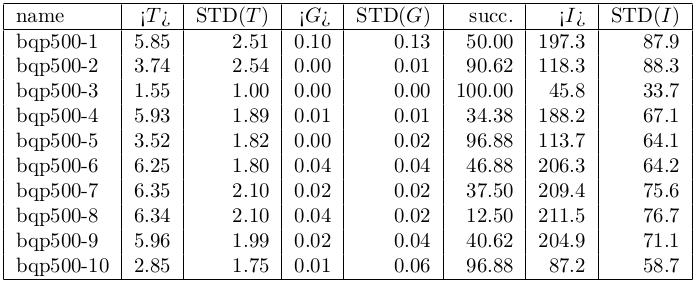 name ¡T¿ STD(T) ¡G¿ STD(G) succ. ¡I¿ STD(I)
bqp500-1 5.85 2.51 0.10 0.13 50.00 197.3 87.9
bqp500-2 3.74 2.54 0.00 0.01 90.62 118.3 88.3
bqp500-3 1.55 1.00 0.00 0.00 100.00 45.8 33.7
bqp500-4 5.93 1.89 0.01 0.01 34.38 188.2 67.1
bqp500-5 3.52 1.82 0.00 0.02 96.88 113.7 64.1
bqp500-6 6.25 1.80 0.04 0.04 46.88 206.3 64.2
bqp500-7 6.35 2.10 0.02 0.02 37.50 209.4 75.6
bqp500-8 6.34 2.10 0.04 0.02 12.50 211.5 76.7
bqp500-9 5.96 1.99 0.02 0.04 40.62 204.9 71.1
bqp500-10 2.85 1.75 0.01 0.06 96.88 87.2 58.7